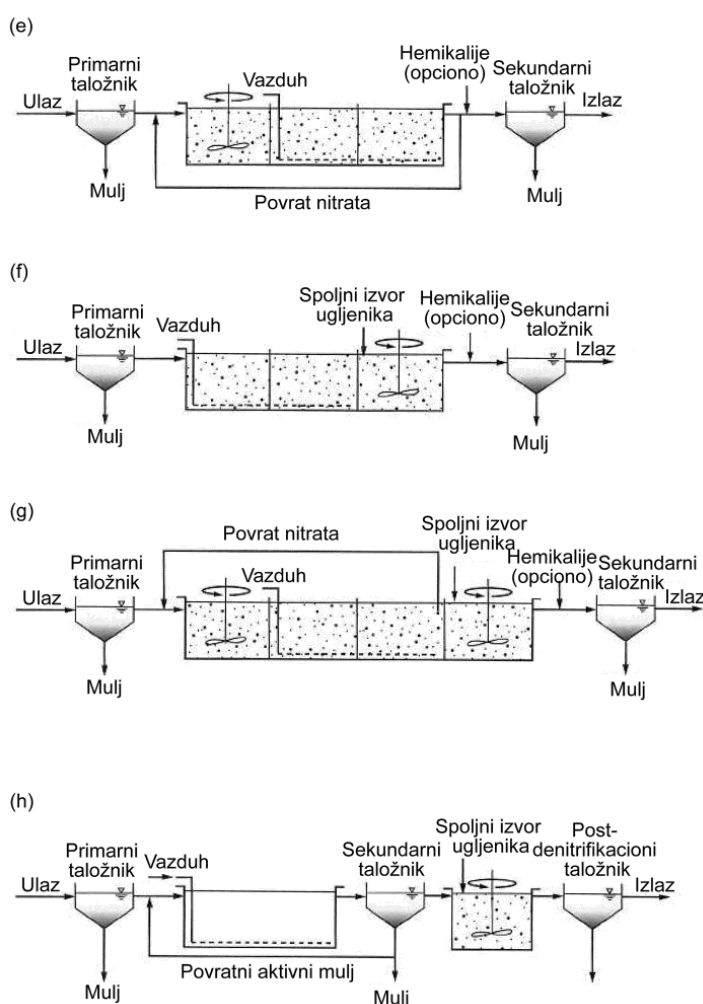 (e)
Hemikalije
(opciono)
Primarni
taložnik
Vazduh
Sekundarni
taložnik
Ulaz
Izlaz
Mulj
Povrat nitrata
Mulj
(f)
Spoljni izvor
ugljenika
Hemikalije
(opciono)
Primarni
taložnik
Vazduh
Sekundarni
taložnik
Ulaz
Izlaz
Mulj
Mulj
(g)
Povrat nitrata
Spoljni izvor
ugljenika
Hemikalije
(opciono)
Primarni
taložnik
Vazduh
Sekundarni
taložnik
Ulaz
Izlaz
Mulj
Mulj
(h)
Primarni
taložnik
Vazduh
Sekundarni
taložnik
Spoljni izvor
ugljenika
Post-
denitrifikacioni
taložnik
Ulaz
Izlaz
Povratni aktivni mulj
Mulj
Mulj